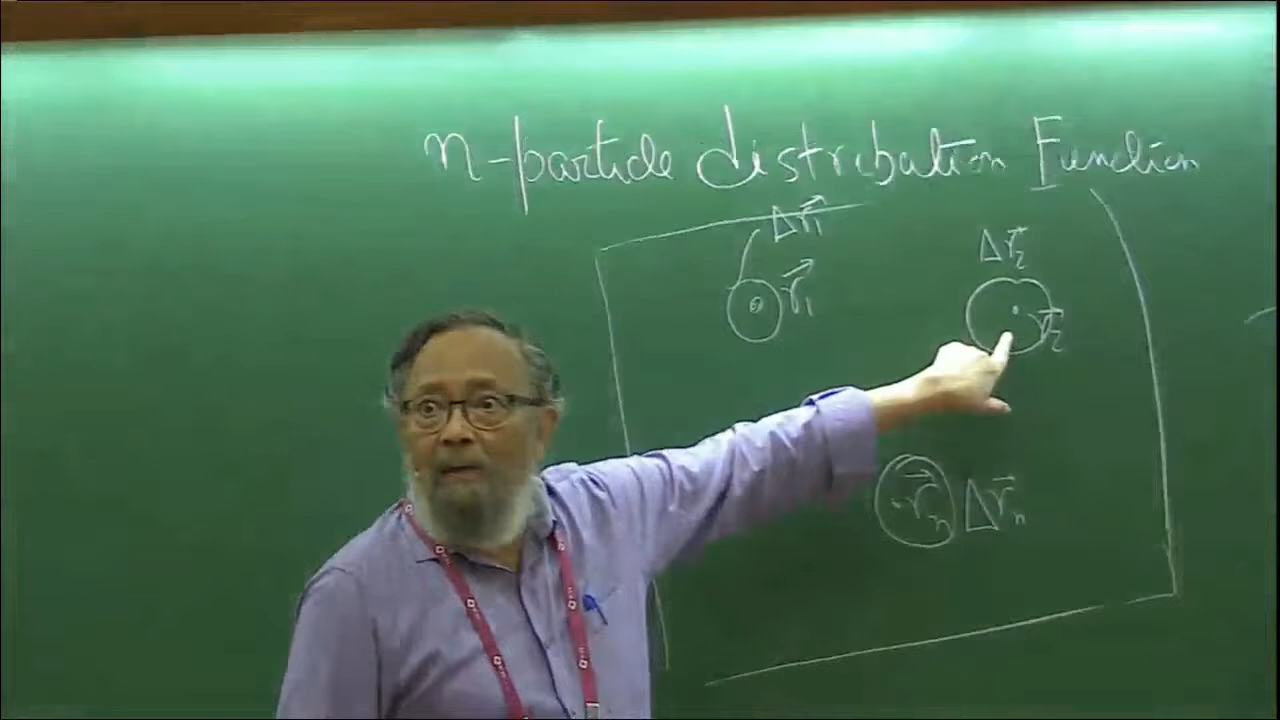 n-particle distribution Function
Δr⃗₁
r⃗₁
Δr⃗₂
r⃗₂
r⃗ₙ Δr⃗ₙ